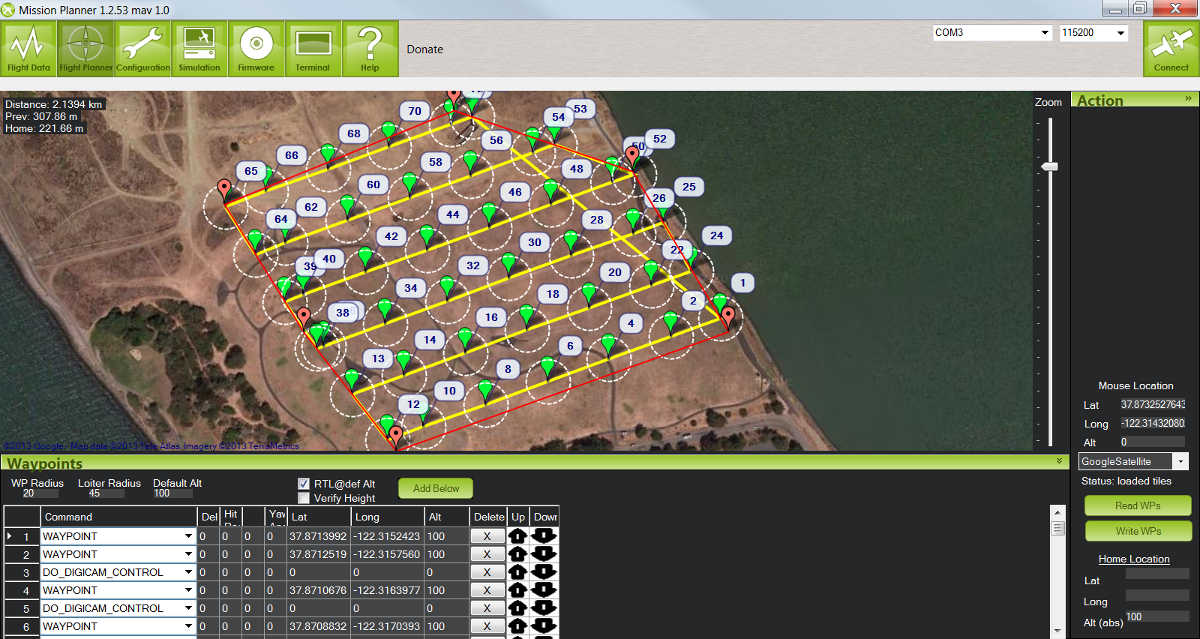 Mission Planner 1.2.53 mav 1.0
Flight Data
Flight Planner
Configuration
Simulation
Firmware
Terminal
Help
Donate
COM3
115200
Connect
Distance: 2.1394 km
Prev: 307.86 m
Home: 221.66 m
70
53
54
68
56
52
50
66
58
48
65
60
46
25
26
62
44
28
64
42
30
24
22
39
40
32
20
1
34
18
2
38
16
4
14
6
13
8
10
12
©2013 Google - Map data ©2013 Tele Atlas, Imagery ©2013 TerraMetrics
Zoom
Action
Mouse Location
Lat 37.8732527643
Long -122.31432080
Alt 0
GoogleSatellite
Status: loaded tiles
Read WPs
Write WPs
Home Location
Lat
Long
Alt (abs) 100
Waypoints
WP Radius Loiter Radius Default Alt
20 45 100
RTL@def Alt
Verify Height
Add Below
Command Del Hit Yaw Lat Long Alt Delete Up Down
1 WAYPOINT 0 0 0 0 37.8713992 -122.3152423 100 X
2 WAYPOINT 0 0 0 0 37.8712519 -122.3157560 100 X
3 DO_DIGICAM_CONTROL 0 0 0 0 0 0 0 X
4 WAYPOINT 0 0 0 0 37.8710676 -122.3163977 100 X
5 DO_DIGICAM_CONTROL 0 0 0 0 0 0 0 X
6 WAYPOINT 0 0 0 0 37.8708832 -122.3170393 100 X